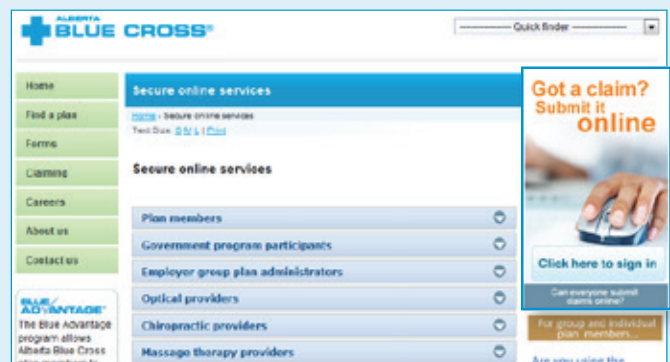 ALBERTA
BLUE CROSS®
Quick finder
Home
Find a plan
Forms
Claiming
Careers
About us
Contact us
BLUE
ADVANTAGE®
The Blue Advantage
program allows
Alberta Blue Cross
plan members to
Secure online services
Home > Secure online services
Text Size: S M L | Print
Secure online services
Plan members
Government program participants
Employer group plan administrators
Optical providers
Chiropractic providers
Massage therapy providers
Got a claim?
Submit it
online
Click here to sign in
Can everyone submit
claims online?
For group and individual
plan members...
Are you using the